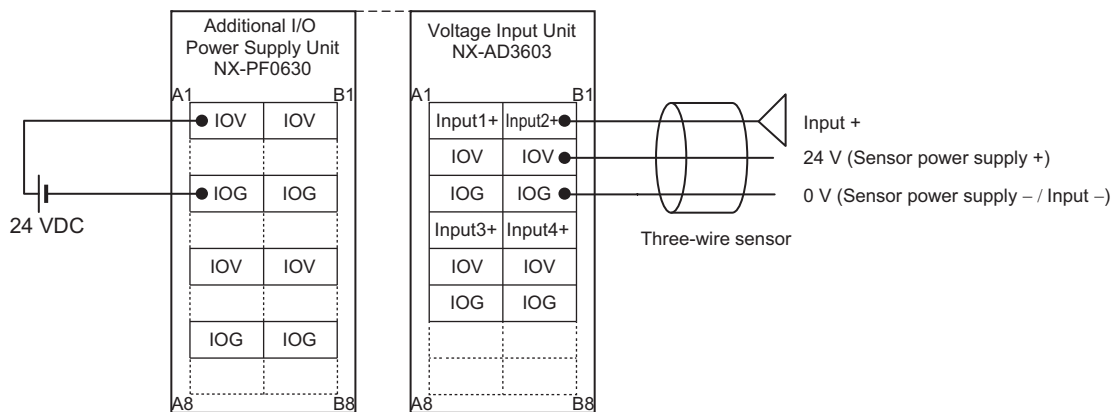 Additional I/O
Power Supply Unit
NX-PF0630
A1
B1
IOV
IOV
IOG
IOG
IOV
IOV
IOG
IOG
A8
B8
24 VDC
Voltage Input Unit
NX-AD3603
A1
B1
Input1+
Input2+
IOV
IOV
IOG
IOG
Input3+
Input4+
IOV
IOV
IOG
IOG
A8
B8
Input +
24 V (Sensor power supply +)
0 V (Sensor power supply – / Input –)
Three-wire sensor